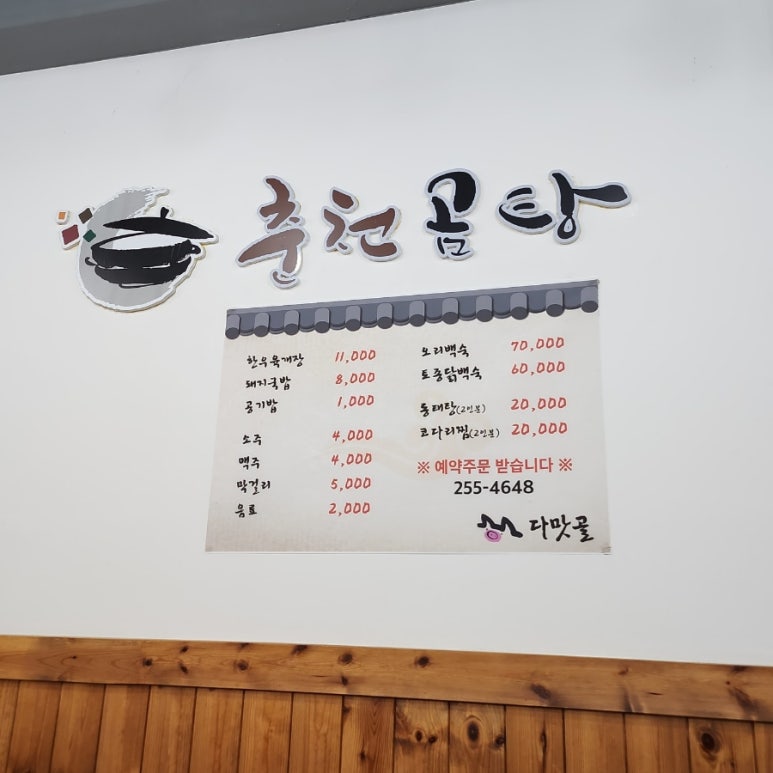 춘천곰탕
한우육개장 11,000
돼지국밥 8,000
공기밥 1,000
소주 4,000
맥주 4,000
막걸리 5,000
음료 2,000
오리백숙 70,000
토종닭백숙 60,000
동태탕(2인분) 20,000
코다리찜(2인분) 20,000
※ 예약주문 받습니다 ※
255-4648
다맛골